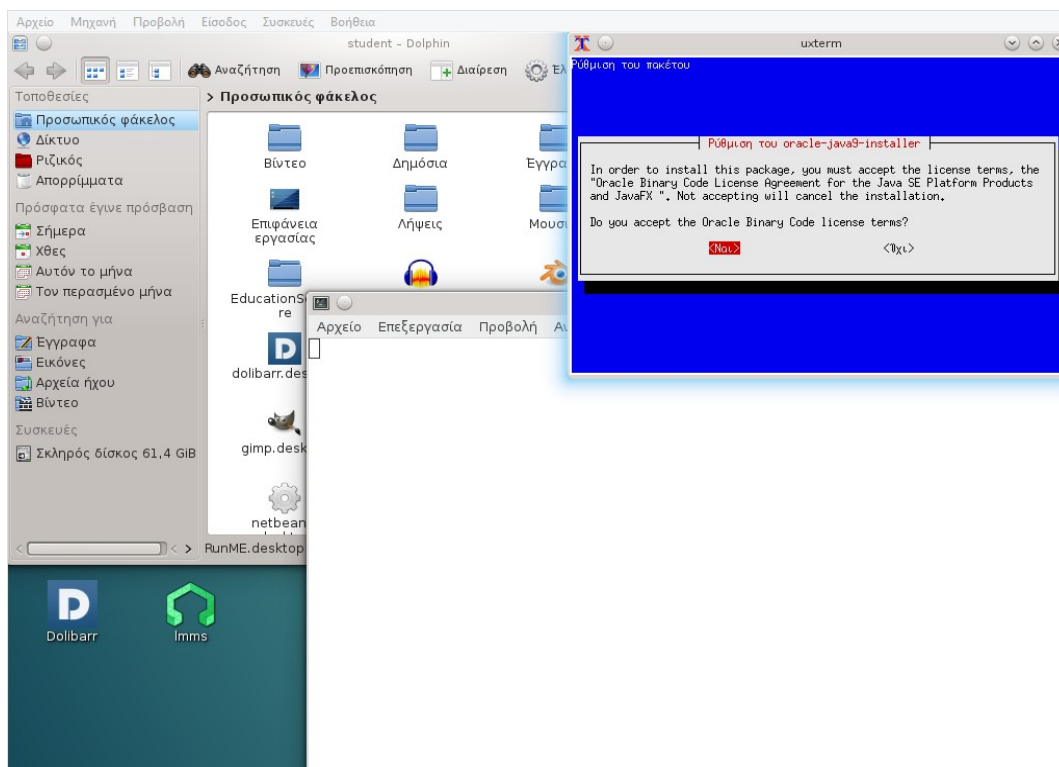 Αρχείο Μηχανή Προβολή Είσοδος Συσκευές Βοήθεια
student – Dolphin
Αναζήτηση Προεπισκόπηση Διαίρεση
Τοποθεσίες
Προσωπικός φάκελος
Δίκτυο
Ριζικός
Απορρίμματα
Πρόσφατα έγινε πρόσβαση
Σήμερα
Χθες
Αυτόν το μήνα
Τον περασμένο μήνα
Αναζήτηση για
Έγγραφα
Εικόνες
Αρχεία ήχου
Βίντεο
Συσκευές
Σκληρός δίσκος 61,4 GiB
> Προσωπικός φάκελος
Βίντεο Δημόσια Έγγρα
Επιφάνεια
εργασίας
Λήψεις Μουσι
EducationS
re
dolibarr.des
gimp.desk
netbean
RunME.desktop
Αρχείο Επεξεργασία Προβολή
uxterm
Ρύθμιση του πακέτου
Ρύθμιση του oracle-java9-installer
In order to install this package, you must accept the license terms, the
"Oracle Binary Code License Agreement for the Java SE Platform Products
and JavaFX ". Not accepting will cancel the installation.
Do you accept the Oracle Binary Code license terms?
<Ναι> <Όχι>
Dolibarr lmms